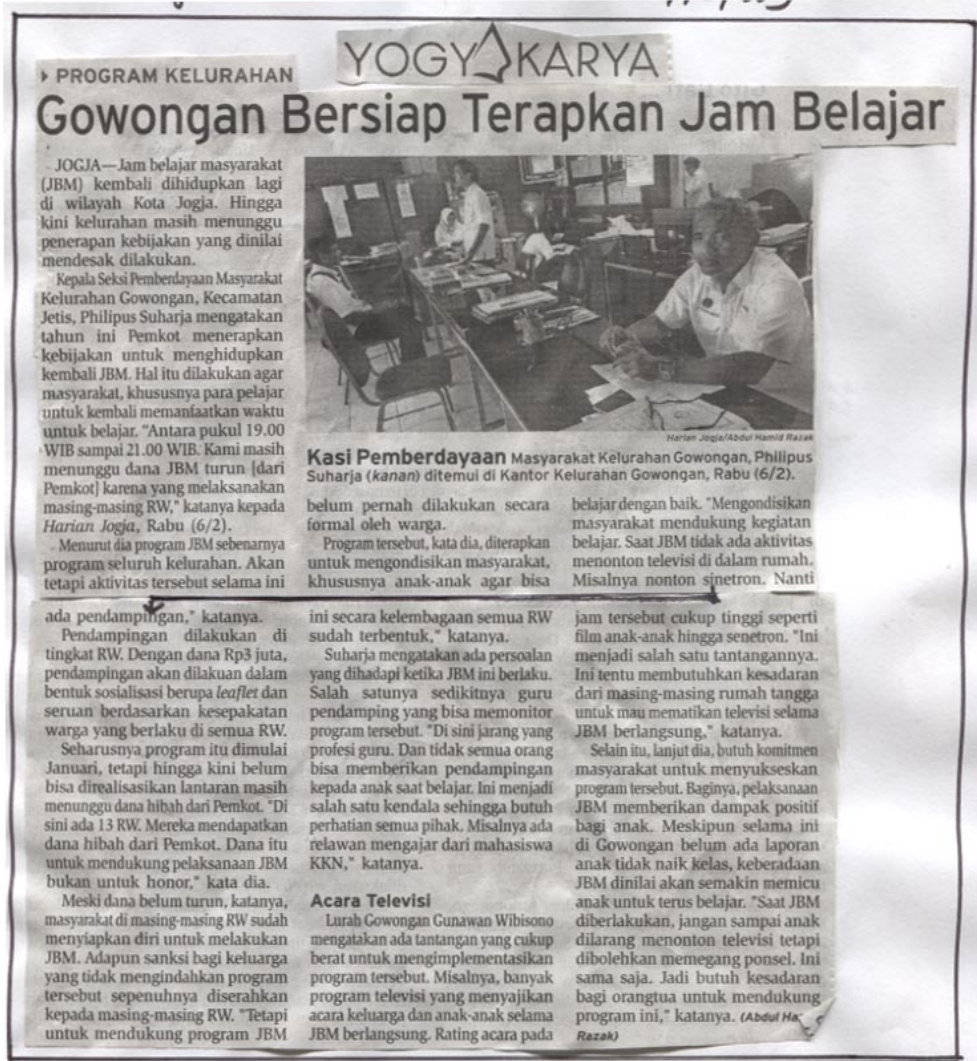 YOGYAKARYA
PROGRAM KELURAHAN
Gowongan Bersiap Terapkan Jam Belajar
JOGJA—Jam belajar masyarakat
(JBM) kembali dihidupkan lagi
di wilayah Kota Jogja. Hingga
kini kelurahan masih menunggu
penerapan kebijakan yang dinilai
mendesak dilakukan.
Kepala Seksi Pemberdayaan Masyarakat
Kelurahan Gowongan, Kecamatan
Jetis, Philipus Suharja mengatakan
tahun ini Pemkot menerapkan
kebijakan untuk menghidupkan
kembali JBM. Hal itu dilakukan agar
masyarakat, khususnya para pelajar
untuk kembali memanfaatkan waktu
untuk belajar. "Antara pukul 19.00
WIB sampai 21.00 WIB. Kami masih
menunggu dana JBM turun [dari
Pemkot] karena yang melaksanakan
masing-masing RW," katanya kepada
Harian Jogja, Rabu (6/2).
Menurut dia program JBM sebenarnya
program seluruh kelurahan. Akan
tetapi aktivitas tersebut selama ini
Harian Jogja/Abdul Hamid Razak
Kasi Pemberdayaan Masyarakat Kelurahan Gowongan, Philipus
Suharja (kanan) ditemui di Kantor Kelurahan Gowongan, Rabu (6/2).
belum pernah dilakukan secara
formal oleh warga.
Program tersebut, kata dia, diterapkan
untuk mengondisikan masyarakat,
khususnya anak-anak agar bisa
belajar dengan baik. "Mengondisikan
masyarakat mendukung kegiatan
belajar. Saat JBM tidak ada aktivitas
menonton televisi di dalam rumah.
Misalnya nonton sinetron. Nanti
ada pendampingan," katanya.
Pendampingan dilakukan di
tingkat RW. Dengan dana Rp3 juta,
pendampingan akan dilakuan dalam
bentuk sosialisasi berupa leaflet dan
seruan berdasarkan kesepakatan
warga yang berlaku di semua RW.
Seharusnya program itu dimulai
Januari, tetapi hingga kini belum
bisa direalisasikan lantaran masih
menunggu dana hibah dari Pemkot. "Di
sini ada 13 RW. Mereka mendapatkan
dana hibah dari Pemkot. Dana itu
untuk mendukung pelaksanaan JBM
bukan untuk honor," kata dia.
Meski dana belum turun, katanya,
masyarakat di masing-masing RW sudah
menyiapkan diri untuk melakukan
JBM. Adapun sanksi bagi keluarga
yang tidak mengindahkan program
tersebut sepenuhnya diserahkan
kepada masing-masing RW. "Tetapi
untuk mendukung program JBM
ini secara kelembagaan semua RW
sudah terbentuk," katanya.
Suharja mengatakan ada persoalan
yang dihadapi ketika JBM ini berlaku.
Salah satunya sedikitnya guru
pendamping yang bisa memonitor
program tersebut. "Di sini jarang yang
profesi guru. Dan tidak semua orang
bisa memberikan pendampingan
kepada anak saat belajar. Ini menjadi
salah satu kendala sehingga butuh
perhatian semua pihak. Misalnya ada
relawan mengajar dari mahasiswa
KKN," katanya.
Acara Televisi
Lurah Gowongan Gunawan Wibisono
mengatakan ada tantangan yang cukup
berat untuk mengimplementasikan
program tersebut. Misalnya, banyak
program televisi yang menyajikan
acara keluarga dan anak-anak selama
JBM berlangsung. Rating acara pada
jam tersebut cukup tinggi seperti
film anak-anak hingga senetron. "Ini
menjadi salah satu tantangannya.
Ini tentu membutuhkan kesadaran
dari masing-masing rumah tangga
untuk mau mematikan televisi selama
JBM berlangsung," katanya.
Selain itu, lanjut dia, butuh komitmen
masyarakat untuk menyukseskan
program tersebut. Baginya, pelaksanaan
JBM memberikan dampak positif
bagi anak. Meskipun selama ini
di Gowongan belum ada laporan
anak tidak naik kelas, keberadaan
JBM dinilai akan semakin memicu
anak untuk terus belajar. "Saat JBM
diberlakukan, jangan sampai anak
dilarang menonton televisi tetapi
dibolehkan memegang ponsel. Ini
sama saja. Jadi butuh kesadaran
bagi orangtua untuk mendukung
program ini," katanya. (Abdul
Razak)